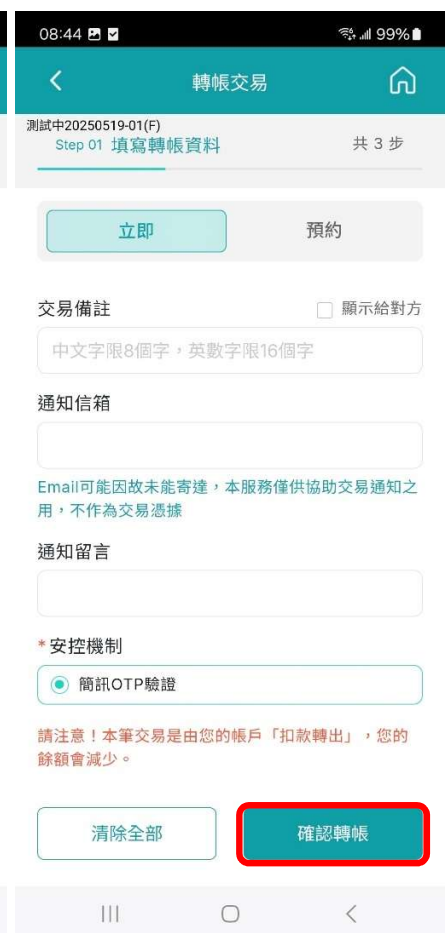 08:44
99%
轉帳交易
測試中20250519-01(F)
Step 01 填寫轉帳資料
共 3 步
立即
預約
交易備註
顯示給對方
中文字限8個字，英數字限16個字
通知信箱
Email可能因故未能寄達，本服務僅供協助交易通知之
用，不作為交易憑據
通知留言
*安控機制
簡訊OTP驗證
請注意！本筆交易是由您的帳戶「扣款轉出」，您的
餘額會減少。
清除全部
確認轉帳